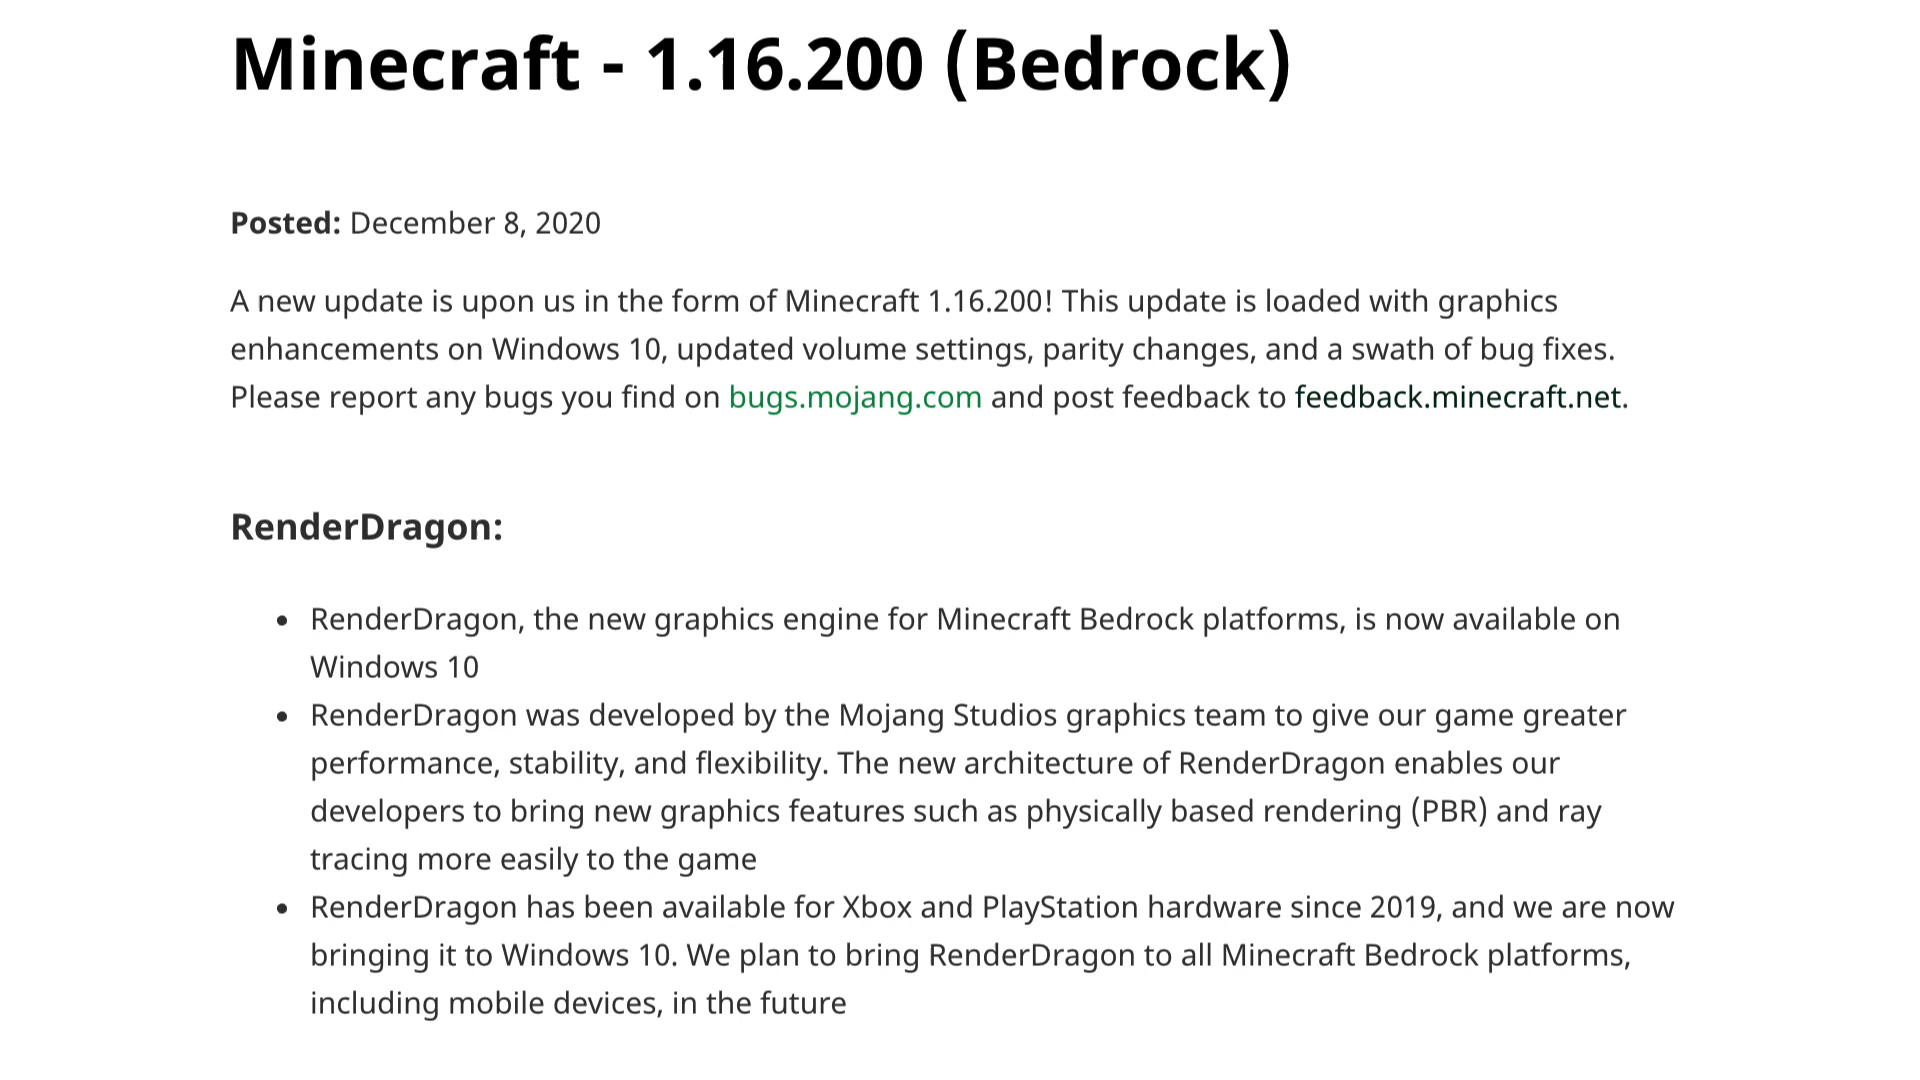 Minecraft - 1.16.200 (Bedrock)
Posted: December 8, 2020
A new update is upon us in the form of Minecraft 1.16.200! This update is loaded with graphics
enhancements on Windows 10, updated volume settings, parity changes, and a swath of bug fixes.
Please report any bugs you find on bugs.mojang.com and post feedback to feedback.minecraft.net.
RenderDragon:
• RenderDragon, the new graphics engine for Minecraft Bedrock platforms, is now available on
Windows 10
• RenderDragon was developed by the Mojang Studios graphics team to give our game greater
performance, stability, and flexibility. The new architecture of RenderDragon enables our
developers to bring new graphics features such as physically based rendering (PBR) and ray
tracing more easily to the game
• RenderDragon has been available for Xbox and PlayStation hardware since 2019, and we are now
bringing it to Windows 10. We plan to bring RenderDragon to all Minecraft Bedrock platforms,
including mobile devices, in the future